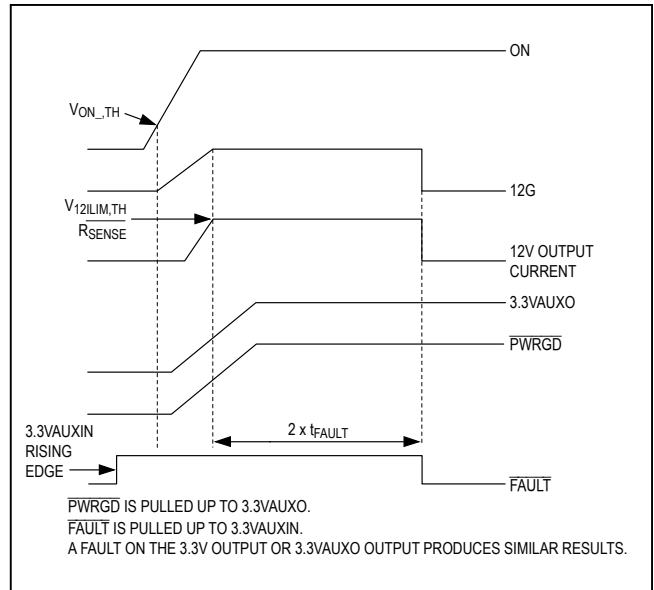 ON
VON_,TH
12G
V12ILIM,TH
RSENSE
12V OUTPUT
CURRENT
3.3VAUXO
PWRGD
3.3VAUXIN
RISING
EDGE
2 x tFAULT
FAULT
PWRGD IS PULLED UP TO 3.3VAUXO.
FAULT IS PULLED UP TO 3.3VAUXIN.
A FAULT ON THE 3.3V OUTPUT OR 3.3VAUXO OUTPUT PRODUCES SIMILAR RESULTS.